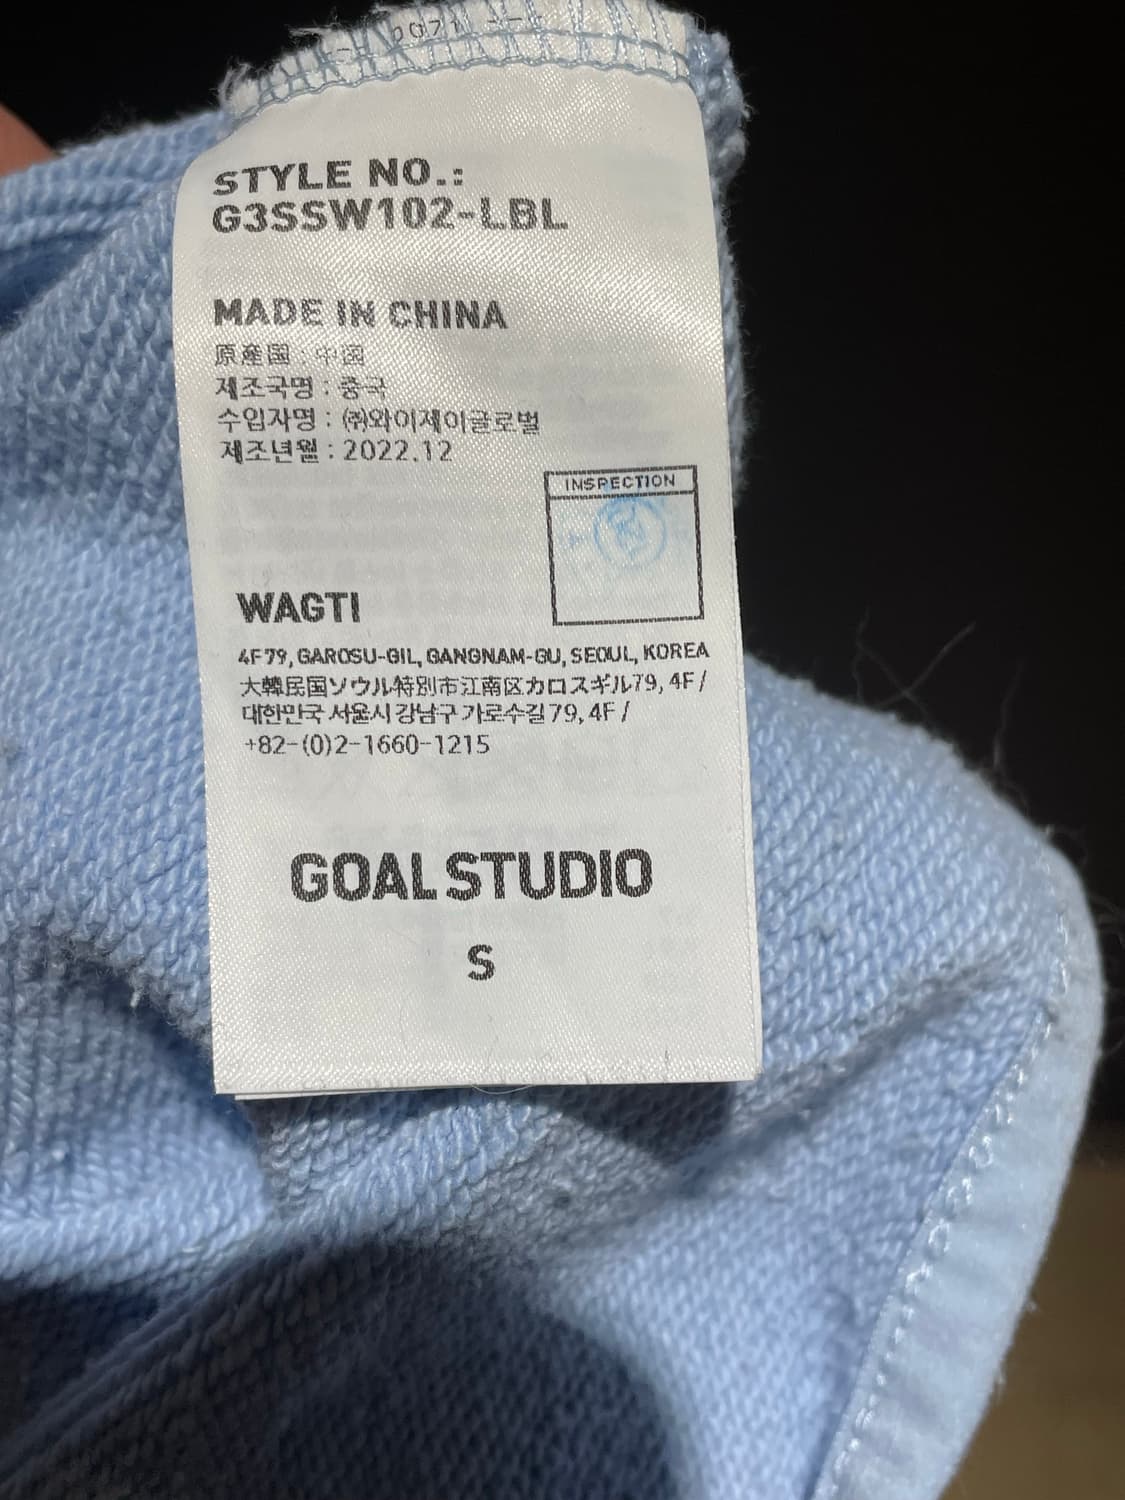 0071
STYLE NO.:
G3SSW102-LBL
MADE IN CHINA
原産国 : 中国
제조국명 : 중국
수입자명 : ㈜와이제이글로벌
제조년월 : 2022.12
INSPECTION
WAGTI
4F 79, GAROSU-GIL, GANGNAM-GU, SEOUL, KOREA
大韓民国ソウル特別市江南区カロスギル79, 4F /
대한민국 서울시 강남구 가로수길 79, 4F /
+82-(0)2-1660-1215
GOALSTUDIO
S